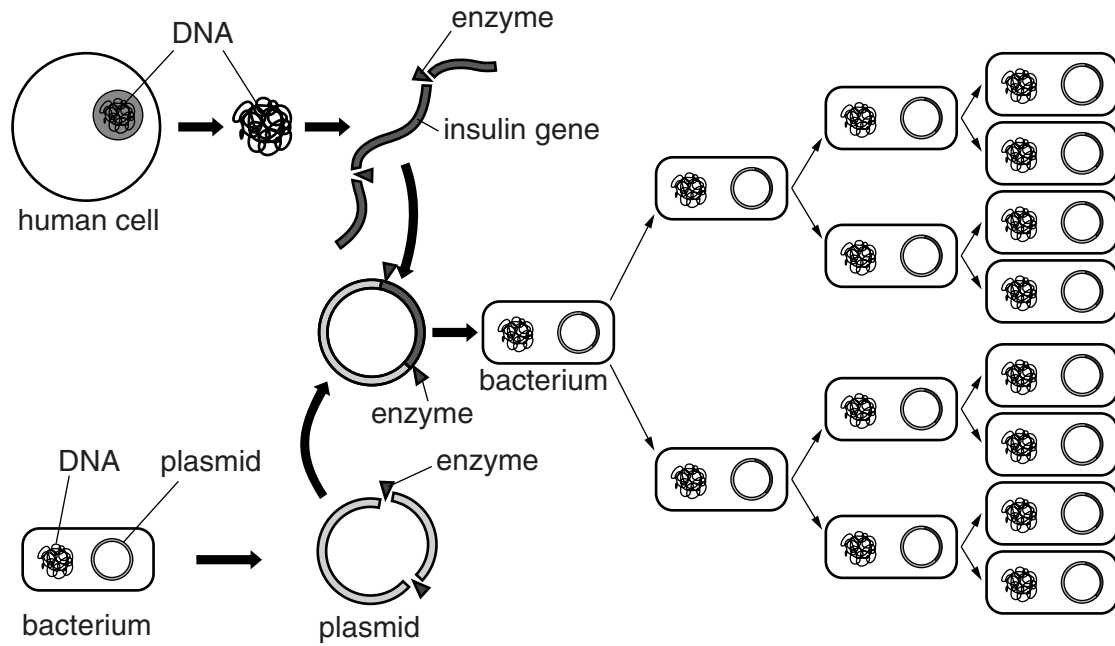 enzyme
DNA
insulin gene
human cell
bacterium
enzyme
DNA
plasmid
enzyme
bacterium
plasmid